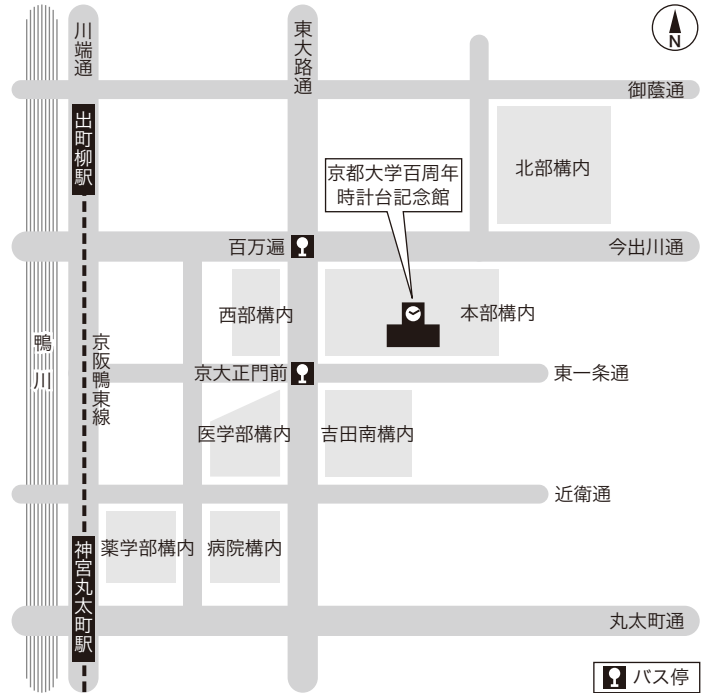 川端通
東大路通
N
御蔭通
出町柳駅
北部構内
京都大学百周年
時計台記念館
百万遍
今出川通
西部構内
本部構内
鴨川
京阪鴨東線
京大正門前
東一条通
医学部構内
吉田南構内
近衛通
神宮丸太町駅
薬学部構内
病院構内
丸太町通
バス停